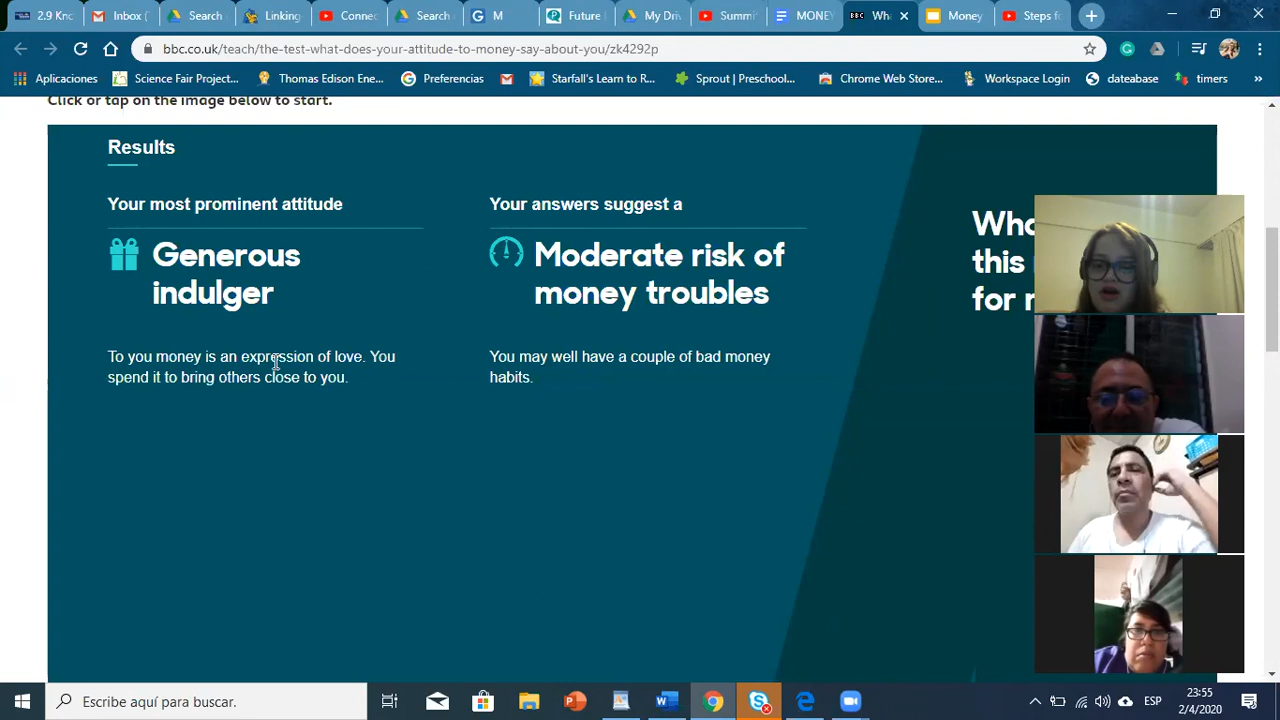 2.9 Kno
Inbox (
Search
Linking
Connec
Search
M
Future
My Driv
Summi
MONEY
BBC
Wha
Money
Steps fo
bbc.co.uk/teach/the-test-what-does-your-attitude-to-money-say-about-you/zk4292p
Aplicaciones
Science Fair Project...
Thomas Edison Ene...
Preferencias
Starfall's Learn to R...
Sprout | Preschool...
Chrome Web Store...
Workspace Login
dateabase
timers
Click or tap on the image below to start.
Results
Your most prominent attitude
Generous
indulger
To you money is an expression of love. You
spend it to bring others close to you.
Your answers suggest a
Moderate risk of
money troubles
You may well have a couple of bad money
habits.
Wha
this
for
Escribe aquí para buscar.
ESP
23:55
2/4/2020